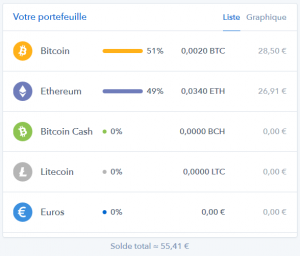 Votre portefeuille Liste Graphique
Bitcoin 51% 0,0020 BTC 28,50 €
Ethereum 49% 0,0340 ETH 26,91 €
Bitcoin Cash 0% 0,0000 BCH 0,00 €
Litecoin 0% 0,0000 LTC 0,00 €
Euros 0% 0,00 € 0,00 €
Solde total = 55,41 €